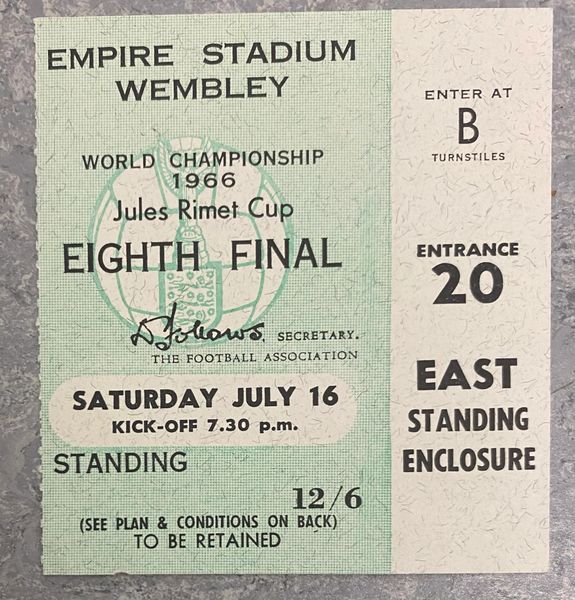 EMPIRE STADIUM
WEMBLEY
WORLD CHAMPIONSHIP
1966
Jules Rimet Cup
EIGHTH FINAL
D Follows. SECRETARY.
THE FOOTBALL ASSOCIATION
SATURDAY JULY 16
KICK-OFF 7.30 p.m.
STANDING
12/6
(SEE PLAN & CONDITIONS ON BACK)
TO BE RETAINED
ENTER AT
B
TURNSTILES
ENTRANCE
20
EAST
STANDING
ENCLOSURE